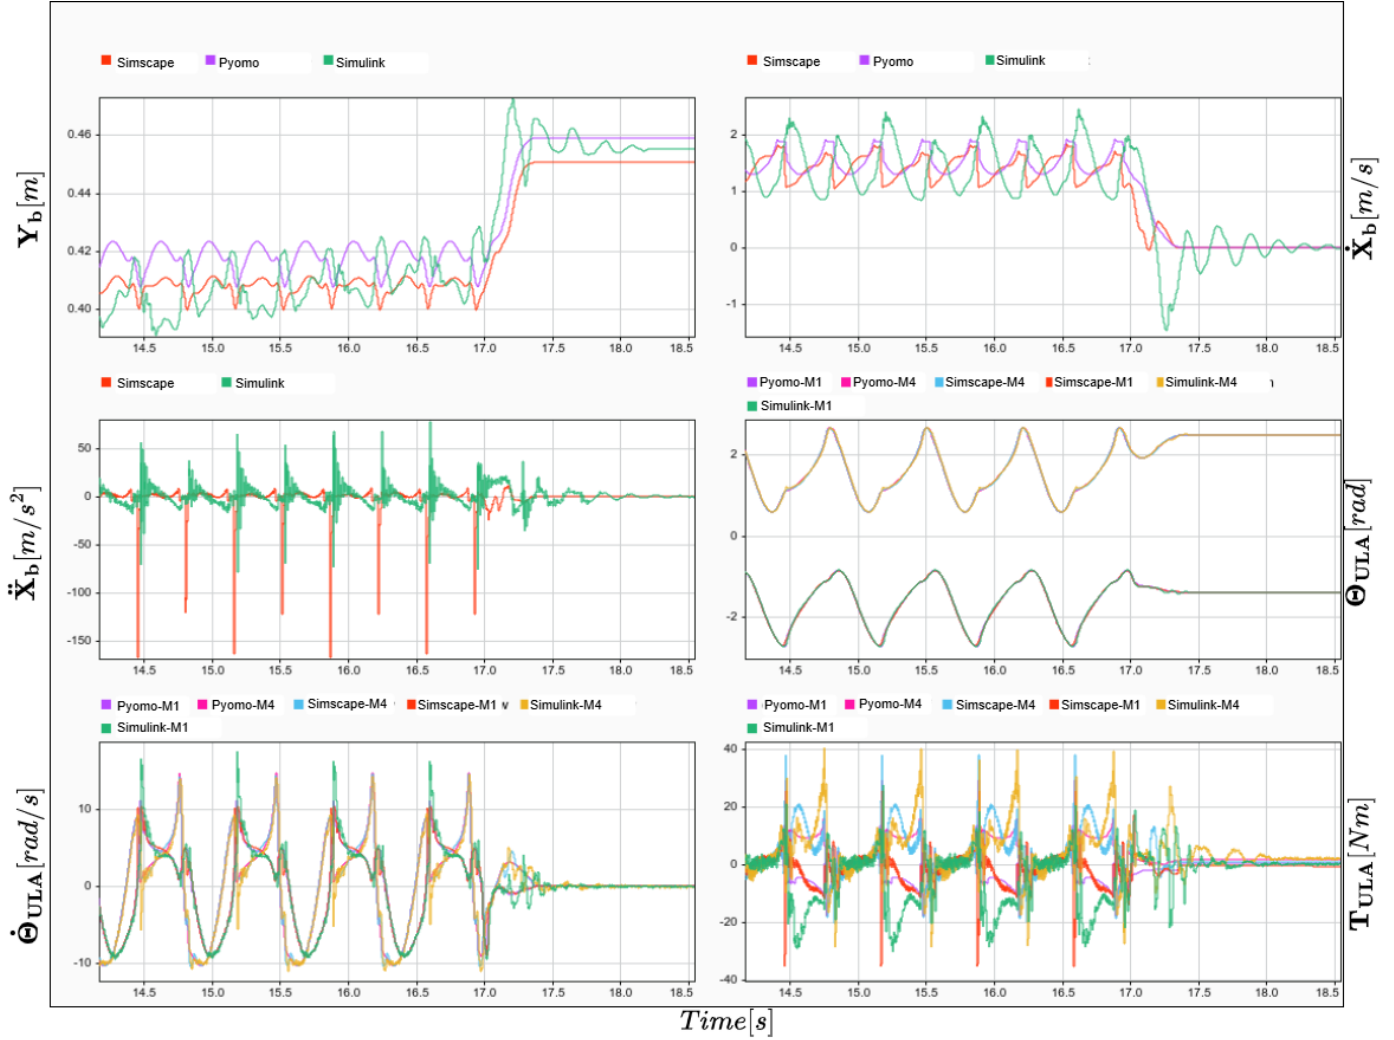 Simscape Pyomo Simulink
Simscape Pyomo Simulink
Y_b[m]
0.46
0.44
0.42
0.40
14.5 15.0 15.5 16.0 16.5 17.0 17.5 18.0 18.5
2
1
0
-1
14.5 15.0 15.5 16.0 16.5 17.0 17.5 18.0 18.5
Ẋ_b[m/s]
Simscape Simulink
Pyomo-M1 Pyomo-M4 Simscape-M4 Simscape-M1 Simulink-M4
Simulink-M1
Ẍ_b[m/s²]
50
0
-50
-100
-150
14.5 15.0 15.5 16.0 16.5 17.0 17.5 18.0 18.5
2
0
-2
14.5 15.0 15.5 16.0 16.5 17.0 17.5 18.0 18.5
Θ_ULA[rad]
Pyomo-M1 Pyomo-M4 Simscape-M4 Simscape-M1 Simulink-M4
Simulink-M1
Pyomo-M1 Pyomo-M4 Simscape-M4 Simscape-M1 Simulink-M4
Simulink-M1
Θ̇_ULA[rad/s]
10
0
-10
14.5 15.0 15.5 16.0 16.5 17.0 17.5 18.0 18.5
40
20
0
-20
-40
14.5 15.0 15.5 16.0 16.5 17.0 17.5 18.0 18.5
T_ULA[Nm]
Time[s]